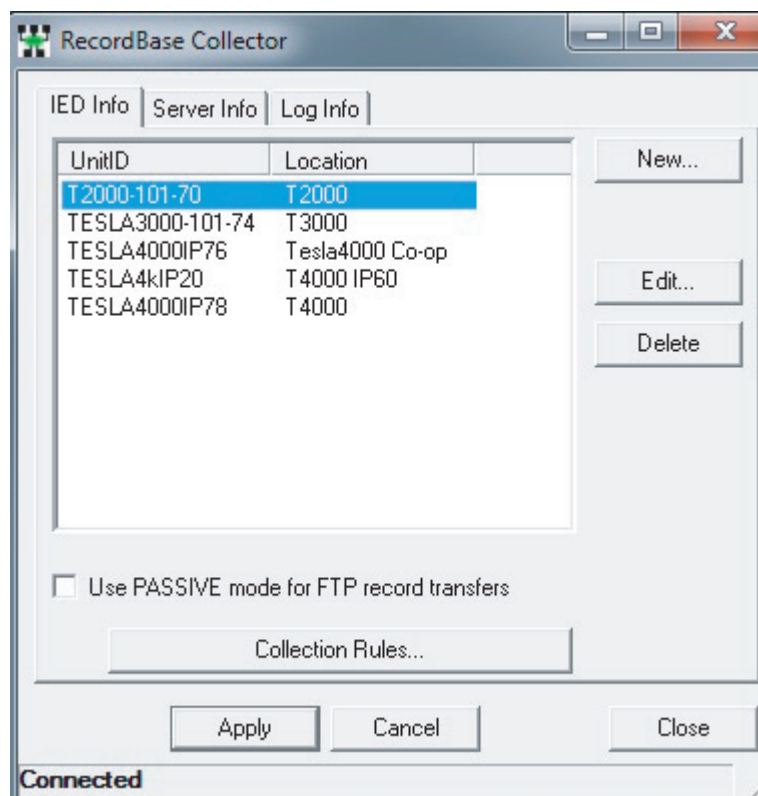 RecordBase Collector
IED Info Server Info Log Info
UnitID Location New...
T2000-101-70 T2000
TESLA3000-101-74 T3000
TESLA4000IP76 Tesla4000 Co-op
TESLA4kIP20 T4000 IP60 Edit...
TESLA4000IP78 T4000
Delete
Use PASSIVE mode for FTP record transfers
Collection Rules...
Apply Cancel Close
Connected